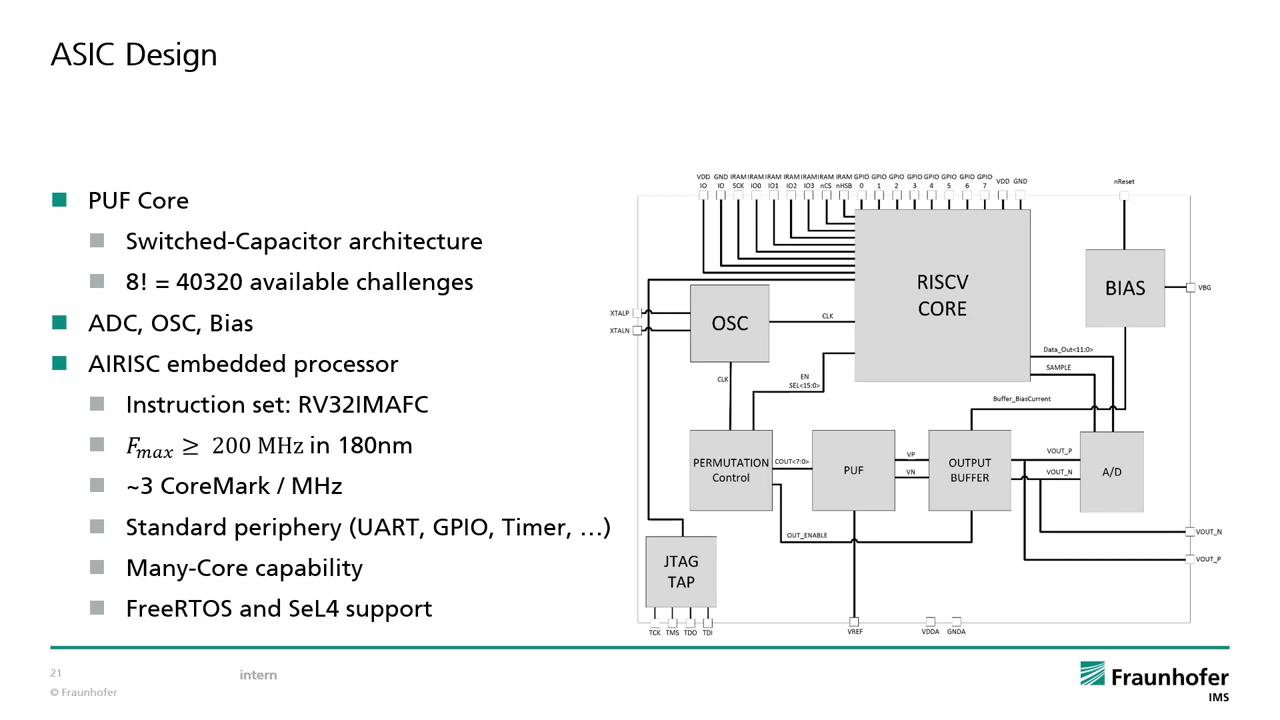 ASIC Design
PUF Core
Switched-Capacitor architecture
8! = 40320 available challenges
ADC, OSC, Bias
AIRISC embedded processor
Instruction set: RV32IMAFC
Fmax ≥ 200 MHz in 180nm
~3 CoreMark / MHz
Standard periphery (UART, GPIO, Timer, …)
Many-Core capability
FreeRTOS and SeL4 support
VDD GND IRAM IRAM IRAM IRAM IRAM IRAM IRAM GPIO GPIO GPIO GPIO GPIO GPIO GPIO GPIO
IO IO SCK IO0 IO1 IO2 IO3 nCS nHSB 0 1 2 3 4 5 6 7 VDD GND
nReset
RISCV
CORE
BIAS
VBG
XTALP
XTALN
OSC
CLK
CLK
EN
SEL<15:0>
Data_Out<11:0>
SAMPLE
Buffer_BiasCurrent
PERMUTATION
Control
COUT<7:0>
PUF
VP
VN
OUTPUT
BUFFER
VOUT_P
VOUT_N
A/D
OUT_ENABLE
VOUT_N
VOUT_P
JTAG
TAP
TCK TMS TDO TDI
VREF
VDDA GNDA
21
intern
© Fraunhofer
Fraunhofer
IMS